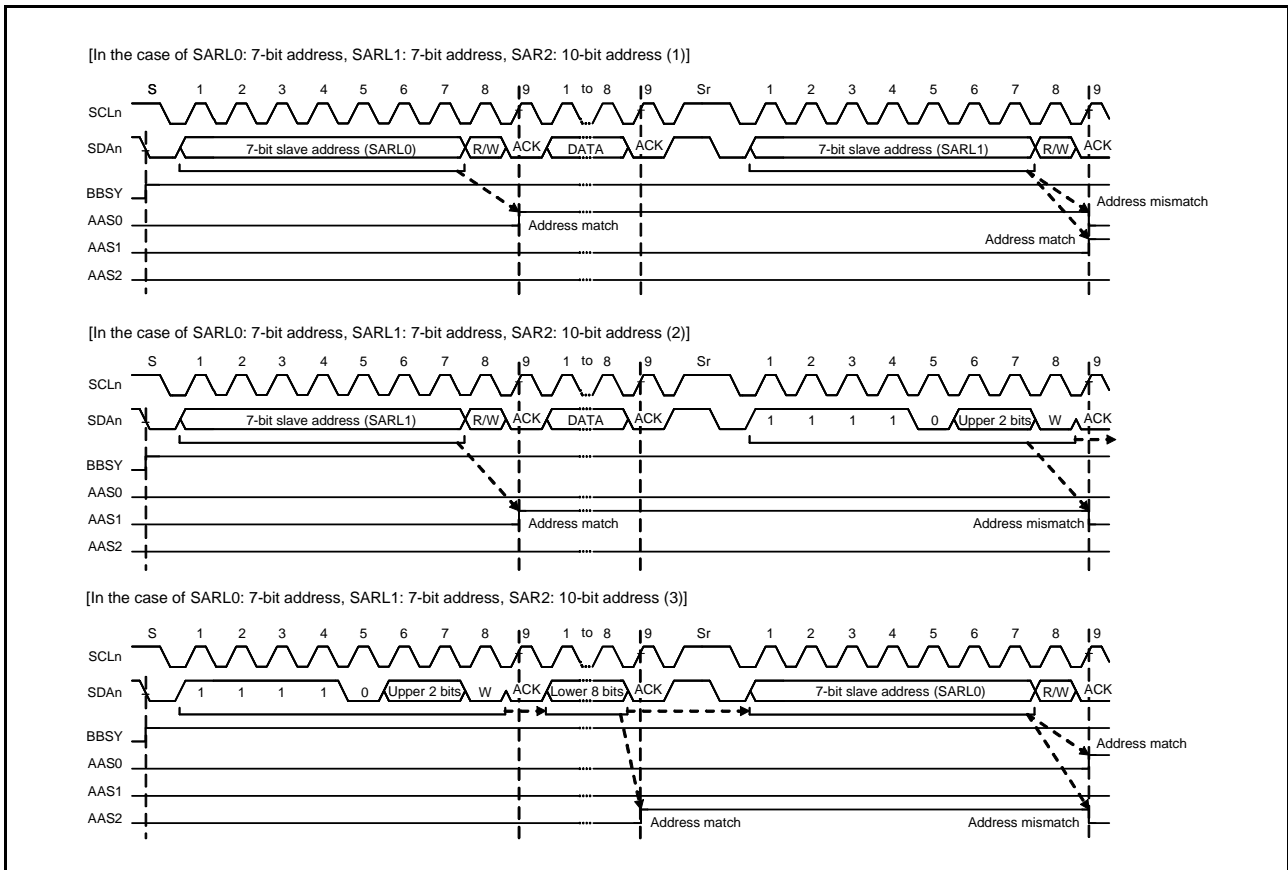 [In the case of SARL0: 7-bit address, SARL1: 7-bit address, SAR2: 10-bit address (1)]
S 1 2 3 4 5 6 7 8 9 1 to 8 9 Sr 1 2 3 4 5 6 7 8 9
SCLn
SDAn 7-bit slave address (SARL0) R/W ACK DATA ACK 7-bit slave address (SARL1) R/W ACK
BBSY
Address mismatch
AAS0 Address match
Address match
AAS1
AAS2
[In the case of SARL0: 7-bit address, SARL1: 7-bit address, SAR2: 10-bit address (2)]
S 1 2 3 4 5 6 7 8 9 1 to 8 9 Sr 1 2 3 4 5 6 7 8 9
SCLn
SDAn 7-bit slave address (SARL1) R/W ACK DATA ACK 1 1 1 1 0 Upper 2 bits W ACK
BBSY
AAS0
AAS1 Address match Address mismatch
AAS2
[In the case of SARL0: 7-bit address, SARL1: 7-bit address, SAR2: 10-bit address (3)]
S 1 2 3 4 5 6 7 8 9 1 to 8 9 Sr 1 2 3 4 5 6 7 8 9
SCLn
SDAn 1 1 1 1 0 Upper 2 bits W ACK Lower 8 bits ACK 7-bit slave address (SARL0) R/W ACK
BBSY
Address match
AAS0
AAS1
AAS2 Address match Address mismatch